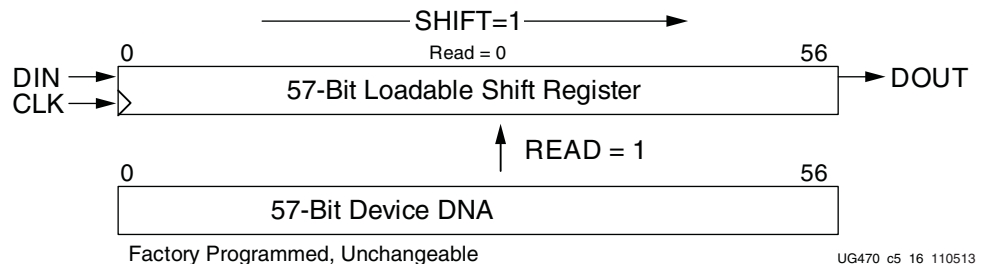 SHIFT=1
0 Read = 0 56
DIN
CLK
57-Bit Loadable Shift Register
DOUT
READ = 1
0 56
57-Bit Device DNA
Factory Programmed, Unchangeable
UG470_c5_16_110513